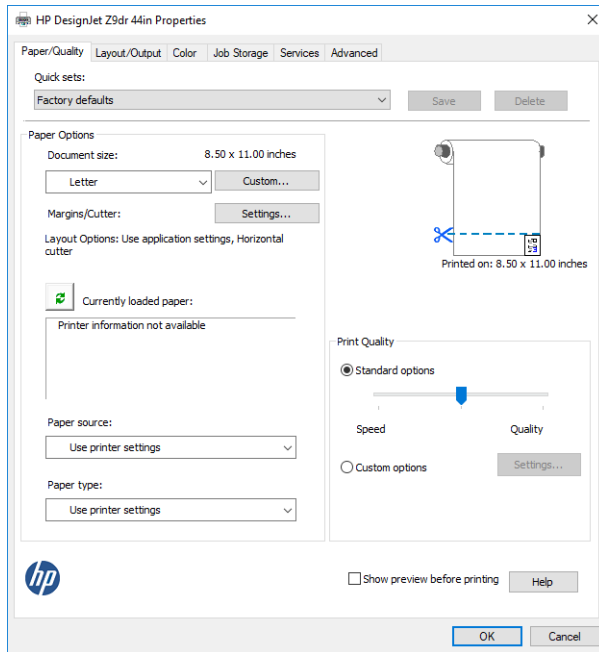 HP DesignJet Z9dr 44in Properties
Paper/Quality Layout/Output Color Job Storage Services Advanced
Quick sets:
Factory defaults Save Delete
Paper Options
Document size: 8.50 x 11.00 inches
Letter Custom...
Margins/Cutter: Settings...
Layout Options: Use application settings, Horizontal
cutter
Printed on: 8.50 x 11.00 inches
Currently loaded paper:
Printer information not available
Print Quality
Standard options
Speed Quality
Paper source:
Use printer settings
Custom options Settings...
Paper type:
Use printer settings
hp
Show preview before printing Help
OK Cancel